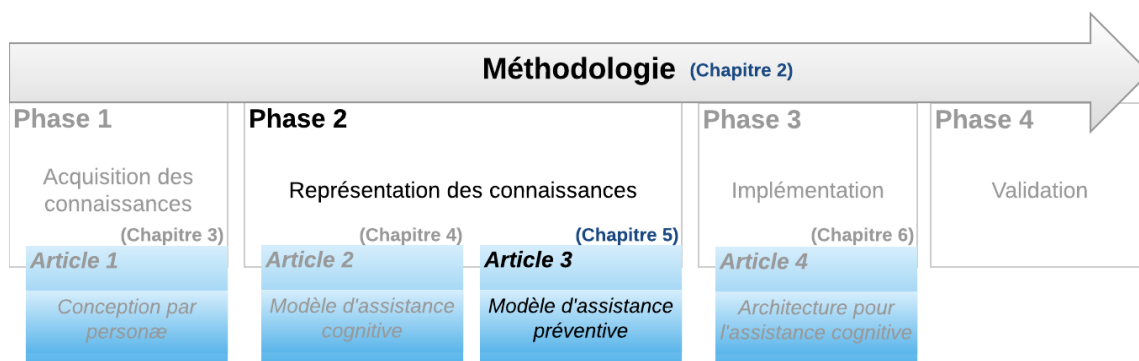 Méthodologie (Chapitre 2)
Phase 1
Acquisition des
connaissances
(Chapitre 3)
Article 1
Conception par
personæ
Phase 2
Représentation des connaissances
(Chapitre 4)
Article 2
Modèle d'assistance
cognitive
(Chapitre 5)
Article 3
Modèle d'assistance
préventive
Phase 3
Implémentation
(Chapitre 6)
Article 4
Architecture pour
l'assistance cognitive
Phase 4
Validation